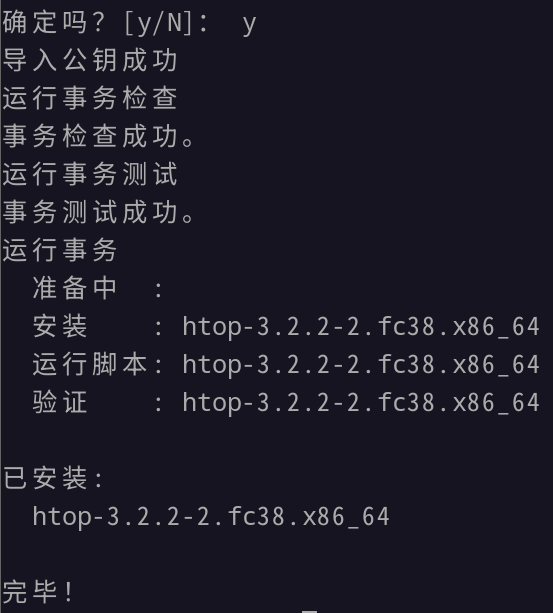 确定吗？[y/N]： y
导入公钥成功
运行事务检查
事务检查成功。
运行事务测试
事务测试成功。
运行事务
  准备中  :
  安装    : htop-3.2.2-2.fc38.x86_64
  运行脚本: htop-3.2.2-2.fc38.x86_64
  验证    : htop-3.2.2-2.fc38.x86_64
已安装:
  htop-3.2.2-2.fc38.x86_64
完毕！